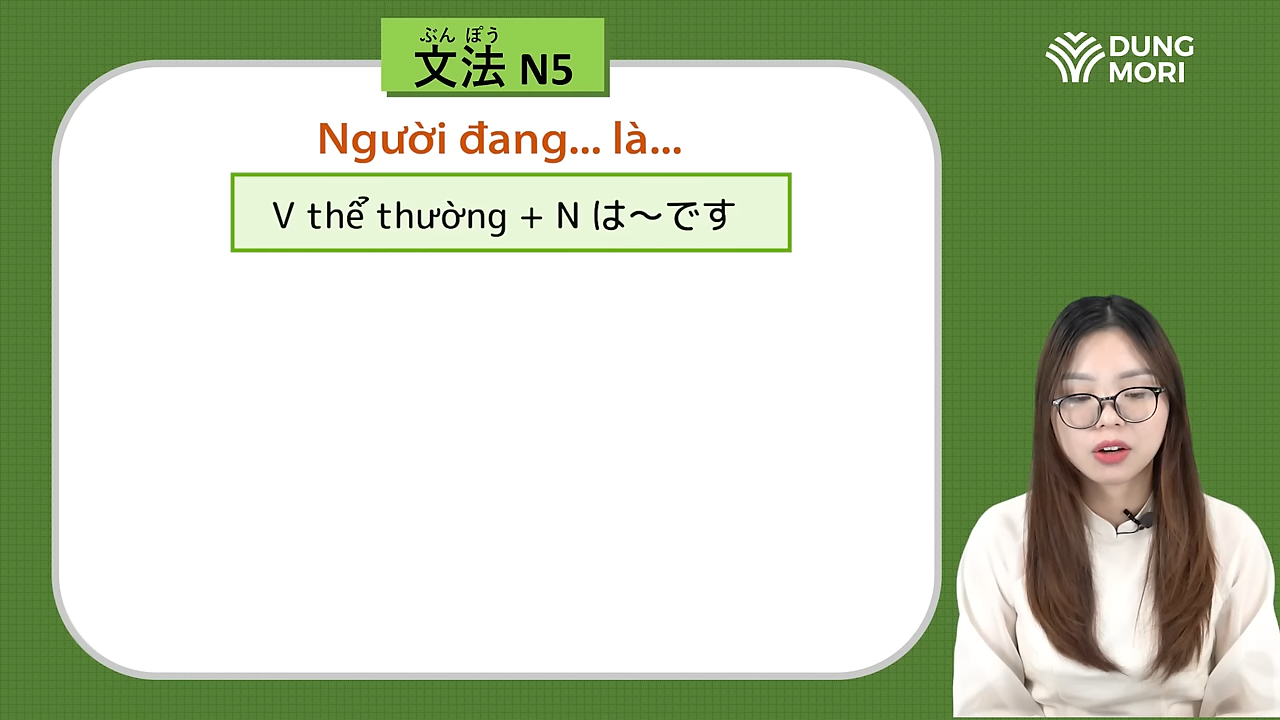 ぶん ぽう
文法 N5
DUNG
MORI
Người đang... là...
V thể thường + N は〜です